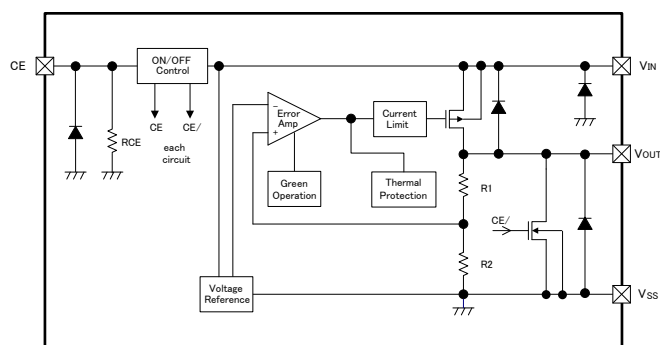 CE
ON/OFF
Control
VIN
CE
CE/
each
circuit
RCE
−
Error
Amp
+
Current
Limit
Green
Operation
Thermal
Protection
VOUT
R1
CE/
R2
Voltage
Reference
VSS